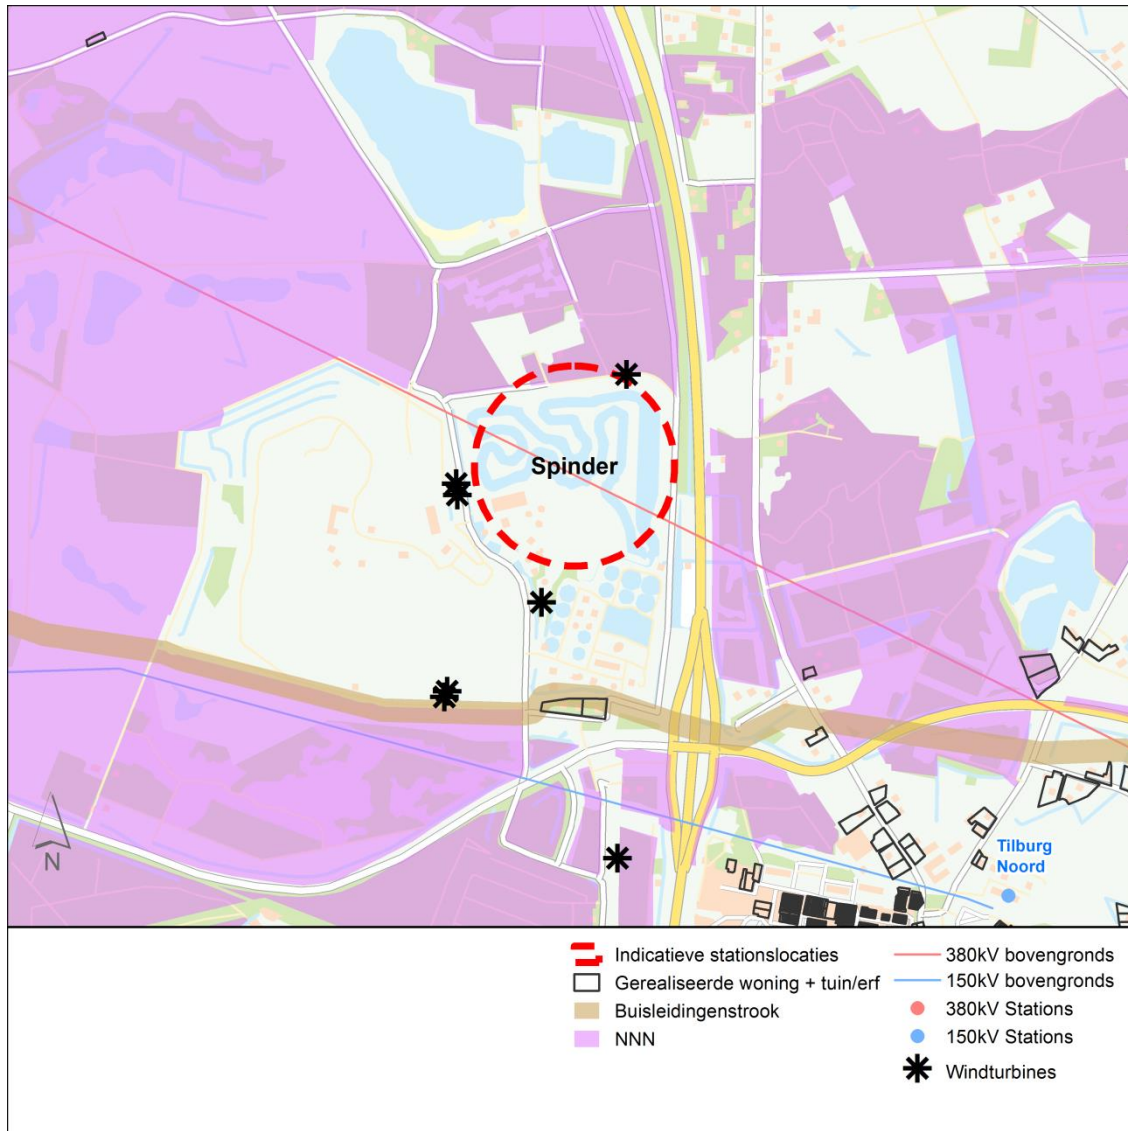 Spinder
N
Tilburg
Noord
Indicatieve stationslocaties
Gerealiseerde woning + tuin/erf
Buisleidingenstrook
NNN
380kV bovengronds
150kV bovengronds
380kV Stations
150kV Stations
Windturbines